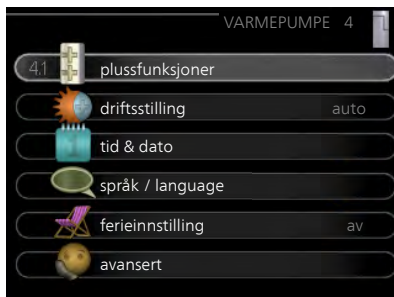 VARMEPUMPE 4
4.1 plussfunksjoner
driftsstilling auto
tid & dato
språk / language
ferieinnstilling av
avansert